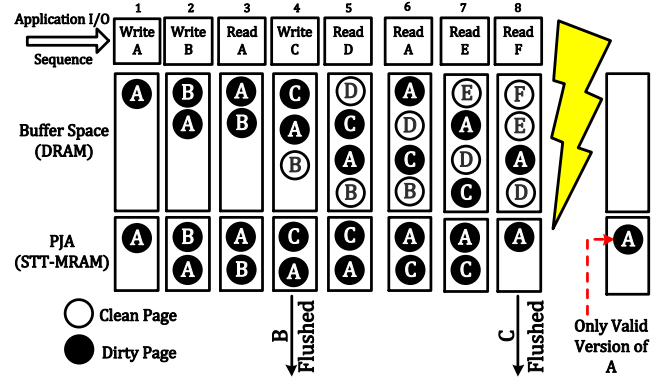 Application I/O
Sequence
1 2 3 4 5 6 7 8
Write Write Read Write Read Read Read Read
A B A C D A E F
Buffer Space
(DRAM)
A B A C D A E F
A B A C D A E
B A C D A
B B C D
PJA
(STT-MRAM)
A B A C C A A A A
A B A A C C
B
Flushed
C
Flushed
Clean Page
Dirty Page
Only Valid
Version of
A